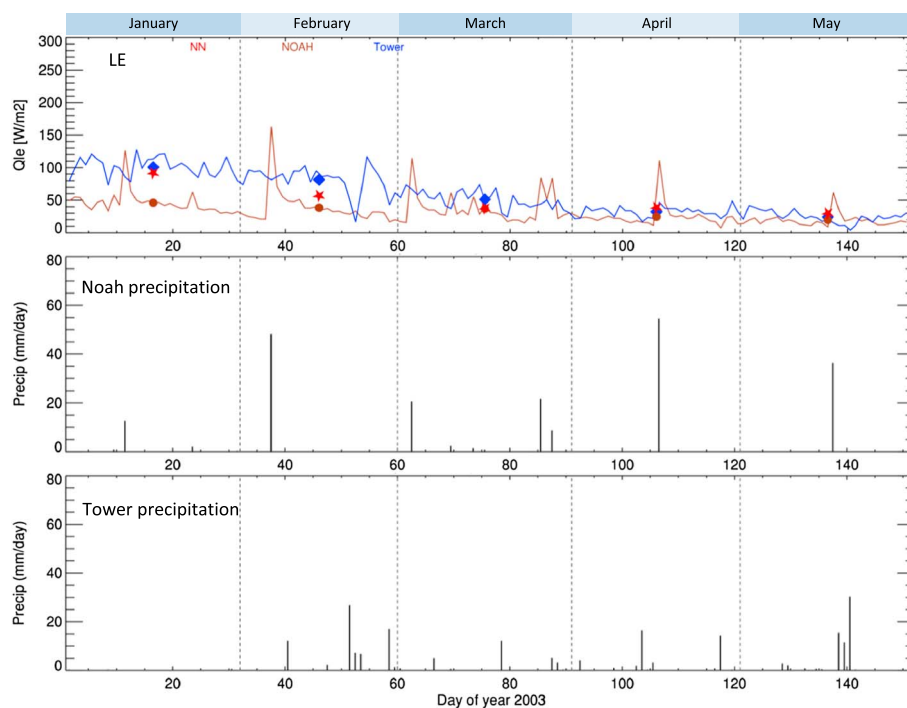 January February March April May
300
NN NOAH Tower
LE
250
200
150
100
50
0
Qle [W/m2]
20 40 60 80 100 120 140
80
Noah precipitation
60
40
20
0
Precip (mm/day)
20 40 60 80 100 120 140
80
Tower precipitation
60
40
20
0
Precip (mm/day)
20 40 60 80 100 120 140
Day of year 2003